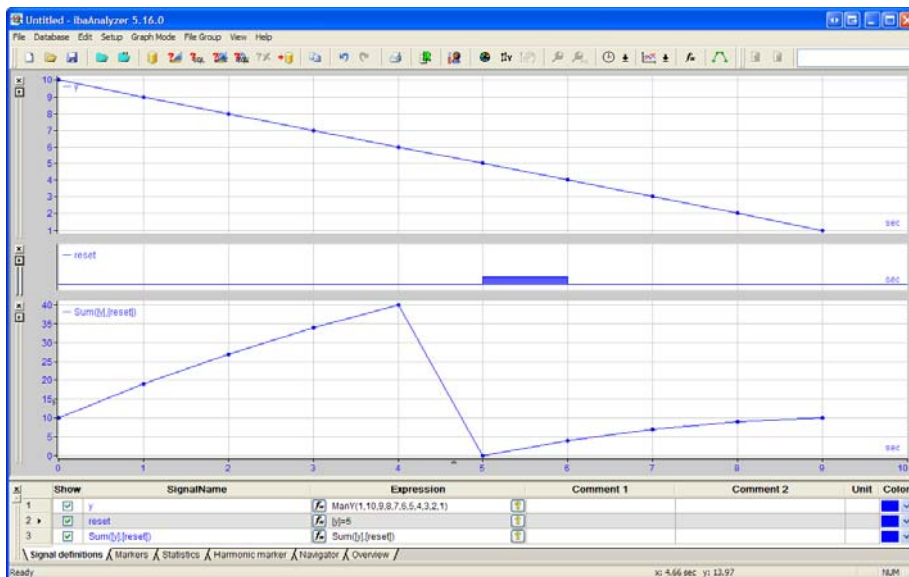 Untitled - ibaAnalyzer 5.16.0
File Database Edit Setup Graph Mode File Group View Help
10
9
8
7
6
5
4
3
2
1
y
sec
reset
sec
40
35
30
25
20
15
10
5
0
Sum([y],[reset])
sec
0 1 2 3 4 5 6 7 8 9 10
Show SignalName Expression Comment 1 Comment 2 Unit Color
1 y ManY(1,10,9,8,7,6,5,4,3,2,1)
2 reset [y]=5
3 Sum([y],[reset]) Sum([y],[reset])
Signal definitions Markers Statistics Harmonic marker Navigator Overview
Ready x: 4.66 sec y: 13.97 NUM